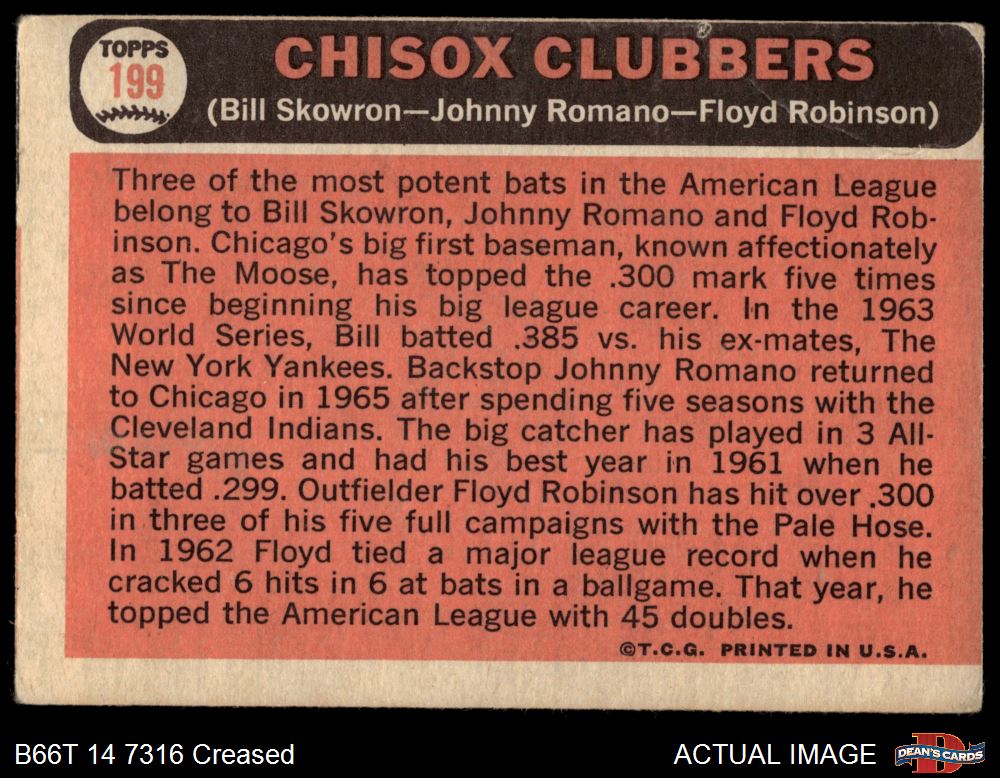 TOPPS
199
CHISOX CLUBBERS
(Bill Skowron—Johnny Romano—Floyd Robinson)
Three of the most potent bats in the American League
belong to Bill Skowron, Johnny Romano and Floyd Rob-
inson. Chicago's big first baseman, known affectionately
as The Moose, has topped the .300 mark five times
since beginning his big league career. In the 1963
World Series, Bill batted .385 vs. his ex-mates, The
New York Yankees. Backstop Johnny Romano returned
to Chicago in 1965 after spending five seasons with the
Cleveland Indians. The big catcher has played in 3 All-
Star games and had his best year in 1961 when he
batted .299. Outfielder Floyd Robinson has hit over .300
in three of his five full campaigns with the Pale Hose.
In 1962 Floyd tied a major league record when he
cracked 6 hits in 6 at bats in a ballgame. That year, he
topped the American League with 45 doubles.
©T.C.G. PRINTED IN U.S.A.
B66T 14 7316 Creased
ACTUAL IMAGE
D
DEAN'S CARDS